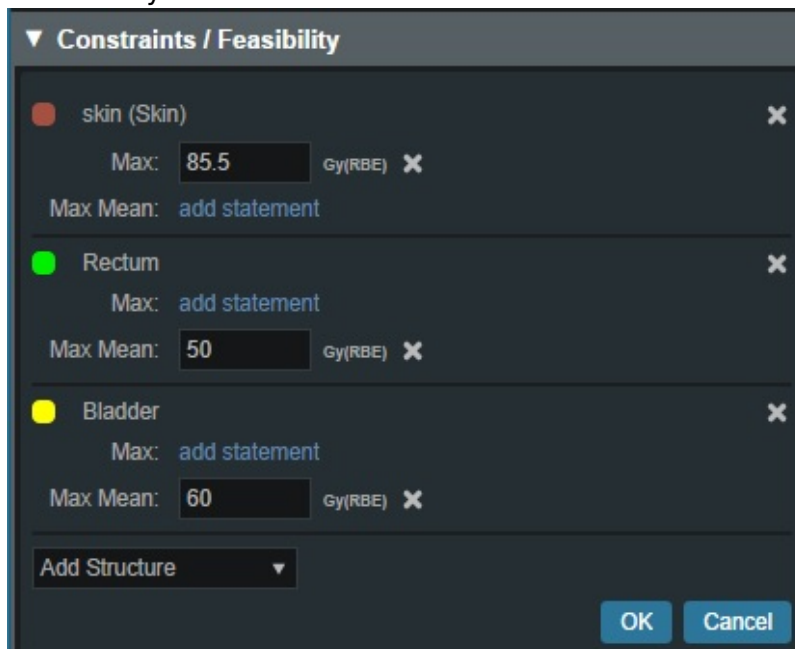 ▼ Constraints / Feasibility
skin (Skin)
Max: 85.5 Gy(RBE)
Max Mean: add statement
Rectum
Max: add statement
Max Mean: 50 Gy(RBE)
Bladder
Max: add statement
Max Mean: 60 Gy(RBE)
Add Structure
OK Cancel